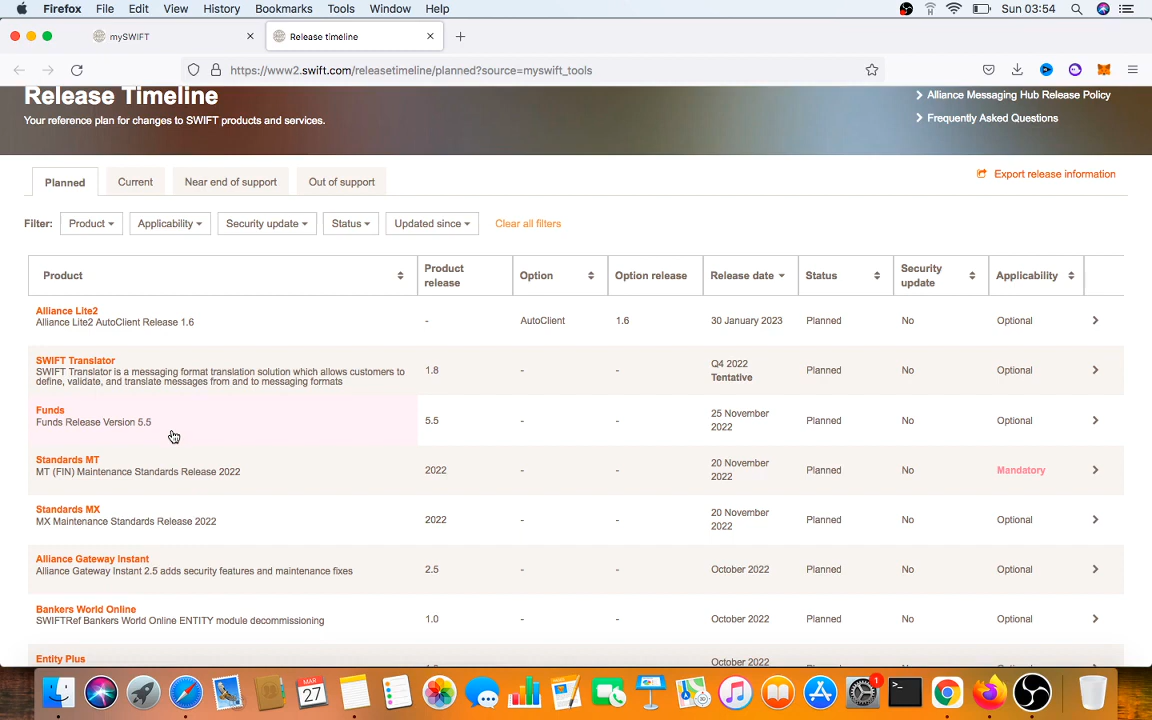 Firefox File Edit View History Bookmarks Tools Window Help Sun 03:54
mySWIFT Release timeline
https://www2.swift.com/releasetimeline/planned?source=myswift_tools
Release Timeline
Your reference plan for changes to SWIFT products and services.
Alliance Messaging Hub Release Policy
Frequently Asked Questions
Planned Current Near end of support Out of support Export release information
Filter: Product Applicability Security update Status Updated since Clear all filters
Product Product release Option Option release Release date Status Security update Applicability
Alliance Lite2
Alliance Lite2 AutoClient Release 1.6 - AutoClient 1.6 30 January 2023 Planned No Optional
SWIFT Translator
SWIFT Translator is a messaging format translation solution which allows customers to
define, validate, and translate messages from and to messaging formats
1.8 - - Q4 2022 Tentative Planned No Optional
Funds
Funds Release Version 5.5
5.5 - - 25 November 2022 Planned No Optional
Standards MT
MT (FIN) Maintenance Standards Release 2022
2022 - - 20 November 2022 Planned No Mandatory
Standards MX
MX Maintenance Standards Release 2022
2022 - - 20 November 2022 Planned No Optional
Alliance Gateway Instant
Alliance Gateway Instant 2.5 adds security features and maintenance fixes
2.5 - - October 2022 Planned No Optional
Bankers World Online
SWIFTRef Bankers World Online ENTITY module decommissioning
1.0 - - October 2022 Planned No Optional
Entity Plus
October 2022
MAR
27
1